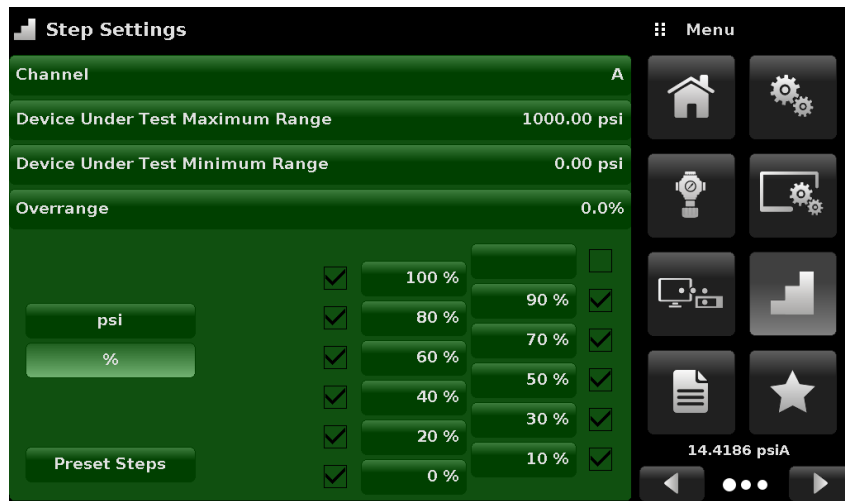 Step Settings
Menu
Channel A
Device Under Test Maximum Range 1000.00 psi
Device Under Test Minimum Range 0.00 psi
Overrange 0.0%
100 %
90 %
psi
80 %
70 %
%
60 %
50 %
40 %
30 %
20 %
10 %
Preset Steps
0 %
14.4186 psiA